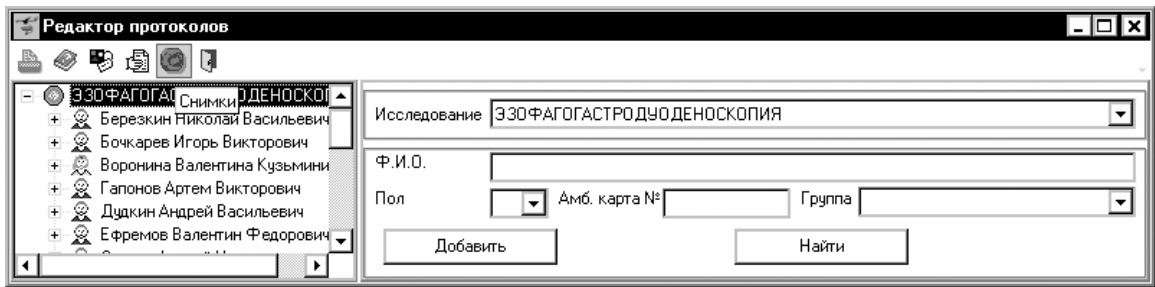 Редактор протоколов
ЭЗОФАГОГАСТРОДУОДЕНОСКОПИЯ
Снимки
Березкин Николай Васильевич
Бочкарев Игорь Викторович
Воронина Валентина Кузьмини
Гапонов Артем Викторович
Дудкин Андрей Васильевич
Ефремов Валентин Федорович
Исследование ЭЗОФАГОГАСТРОДУОДЕНОСКОПИЯ
Ф.И.О.
Пол Амб. карта № Группа
Добавить Найти